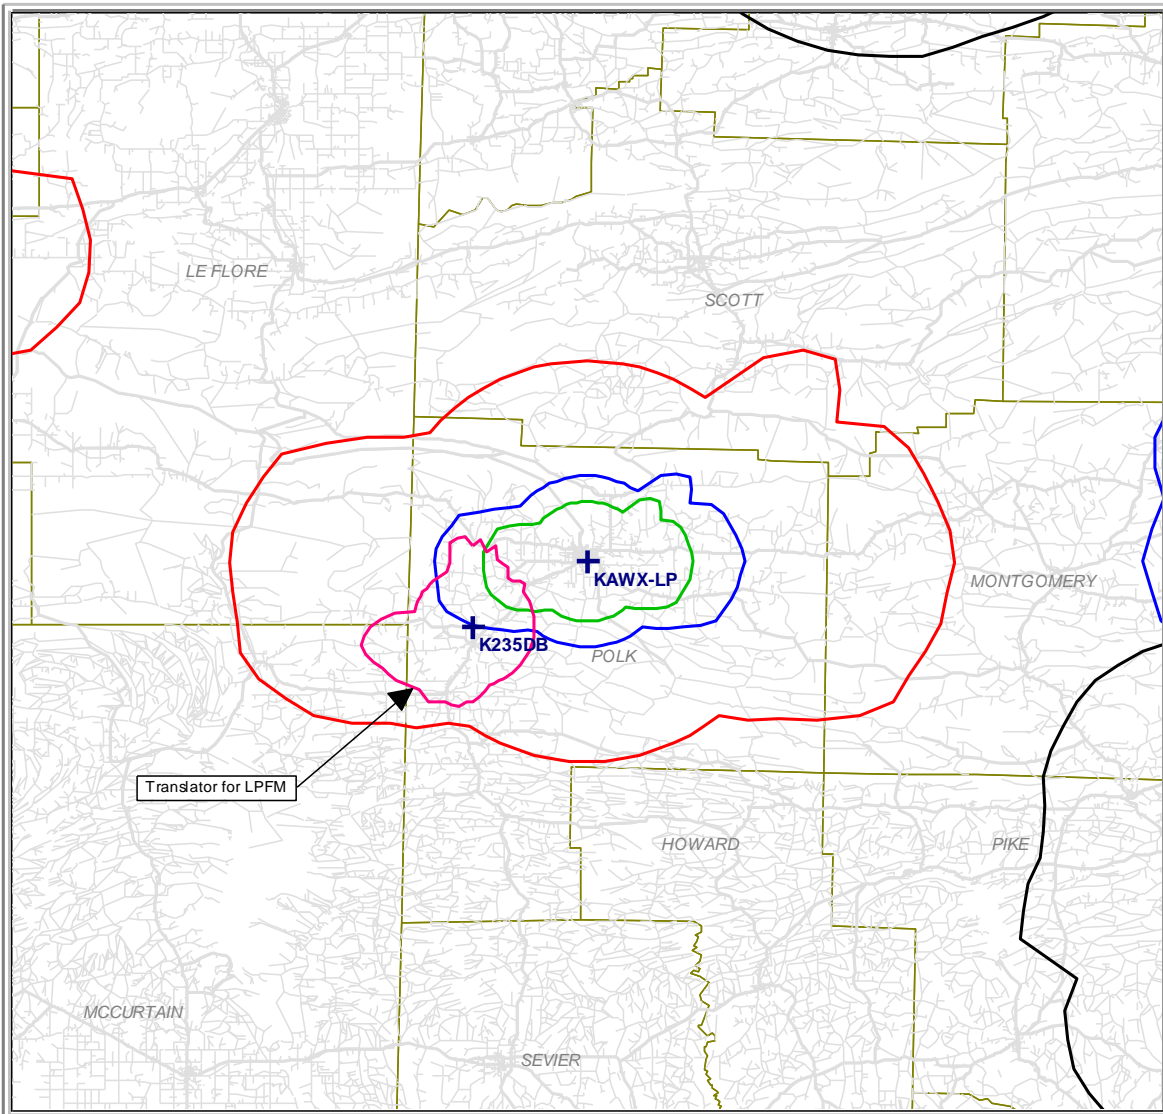 LE FLORE
SCOTT
KAWX-LP
MONTGOMERY
K235DB
POLK
Translator for LPFM
HOWARD
PIKE
MCCURTAIN
SEVIER